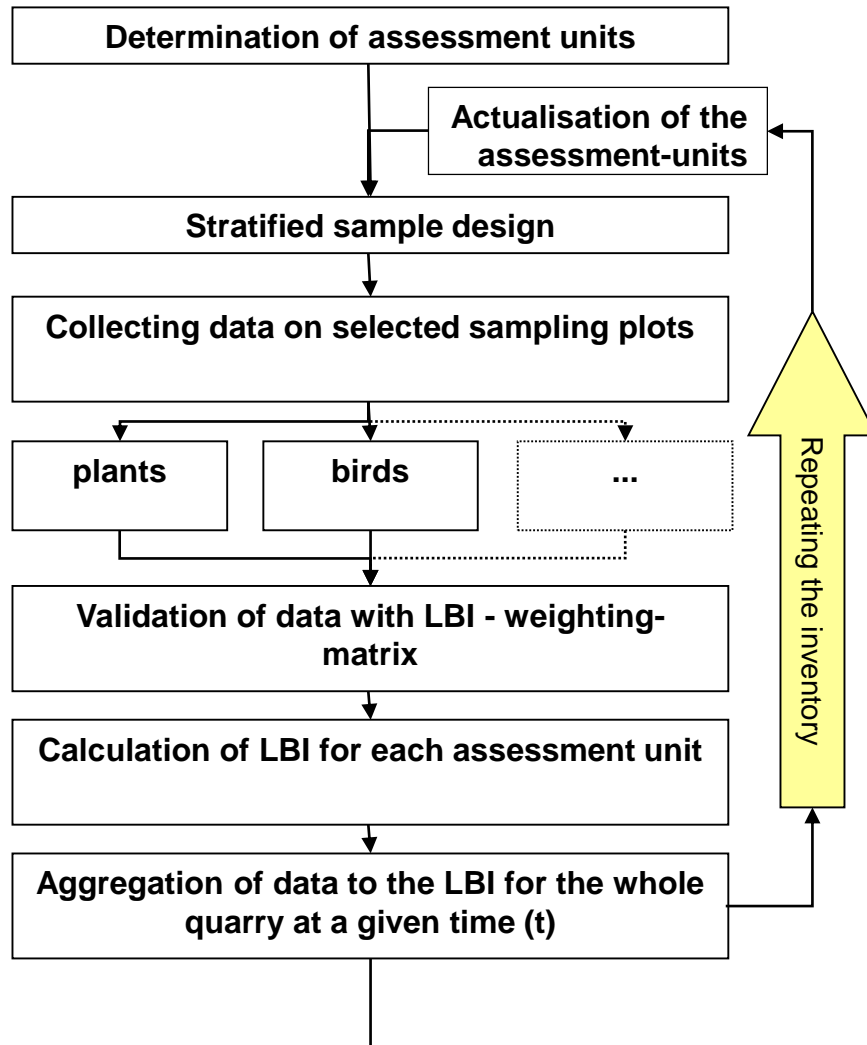 Determination of assessment units
Actualisation of the
assessment-units
Stratified sample design
Collecting data on selected sampling plots
plants
birds
...
Validation of data with LBI - weighting-
matrix
Calculation of LBI for each assessment unit
Aggregation of data to the LBI for the whole
quarry at a given time (t)
Repeating the inventory